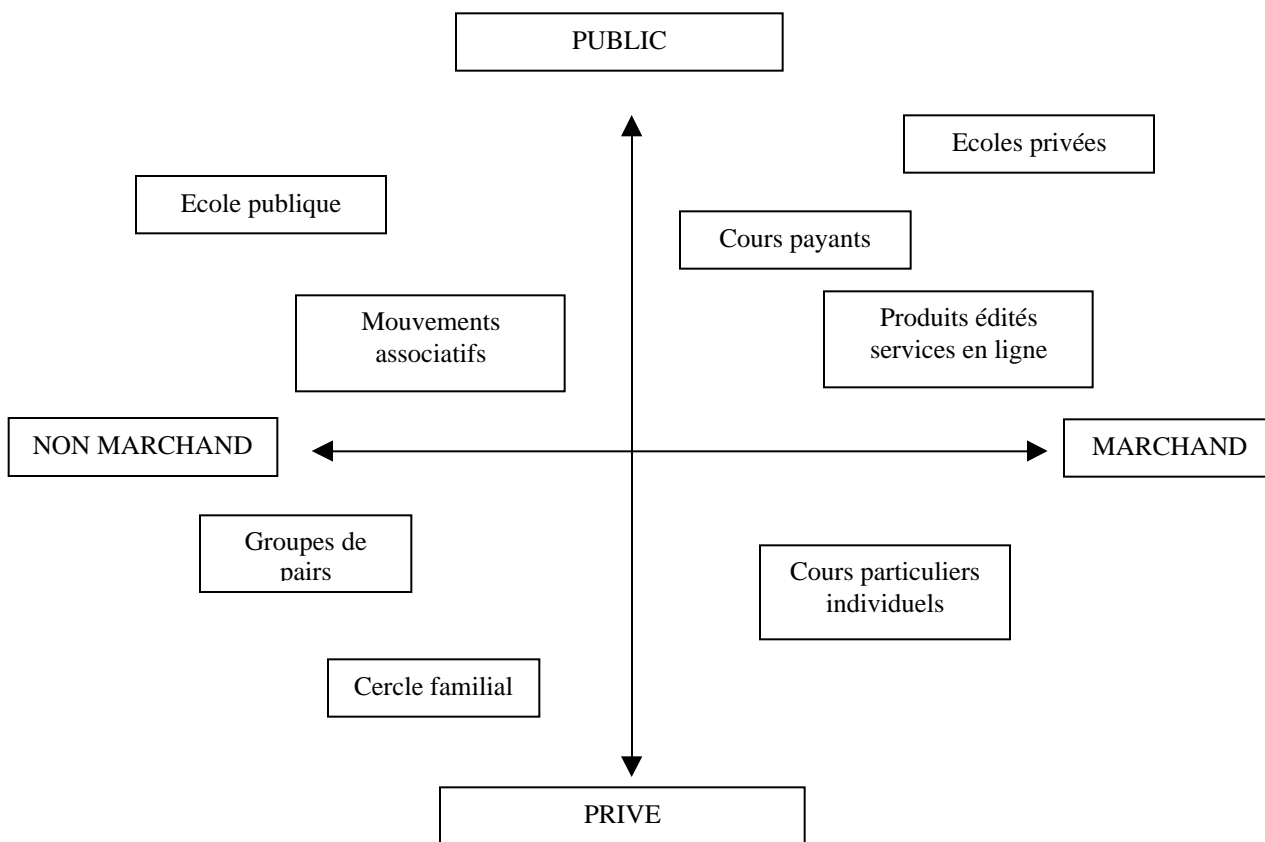 PUBLIC
Ecoles privées
Ecole publique
Cours payants
Mouvements
associatifs
Produits édités
services en ligne
NON MARCHAND
MARCHAND
Groupes de
pairs
Cours particuliers
individuels
Cercle familial
PRIVE